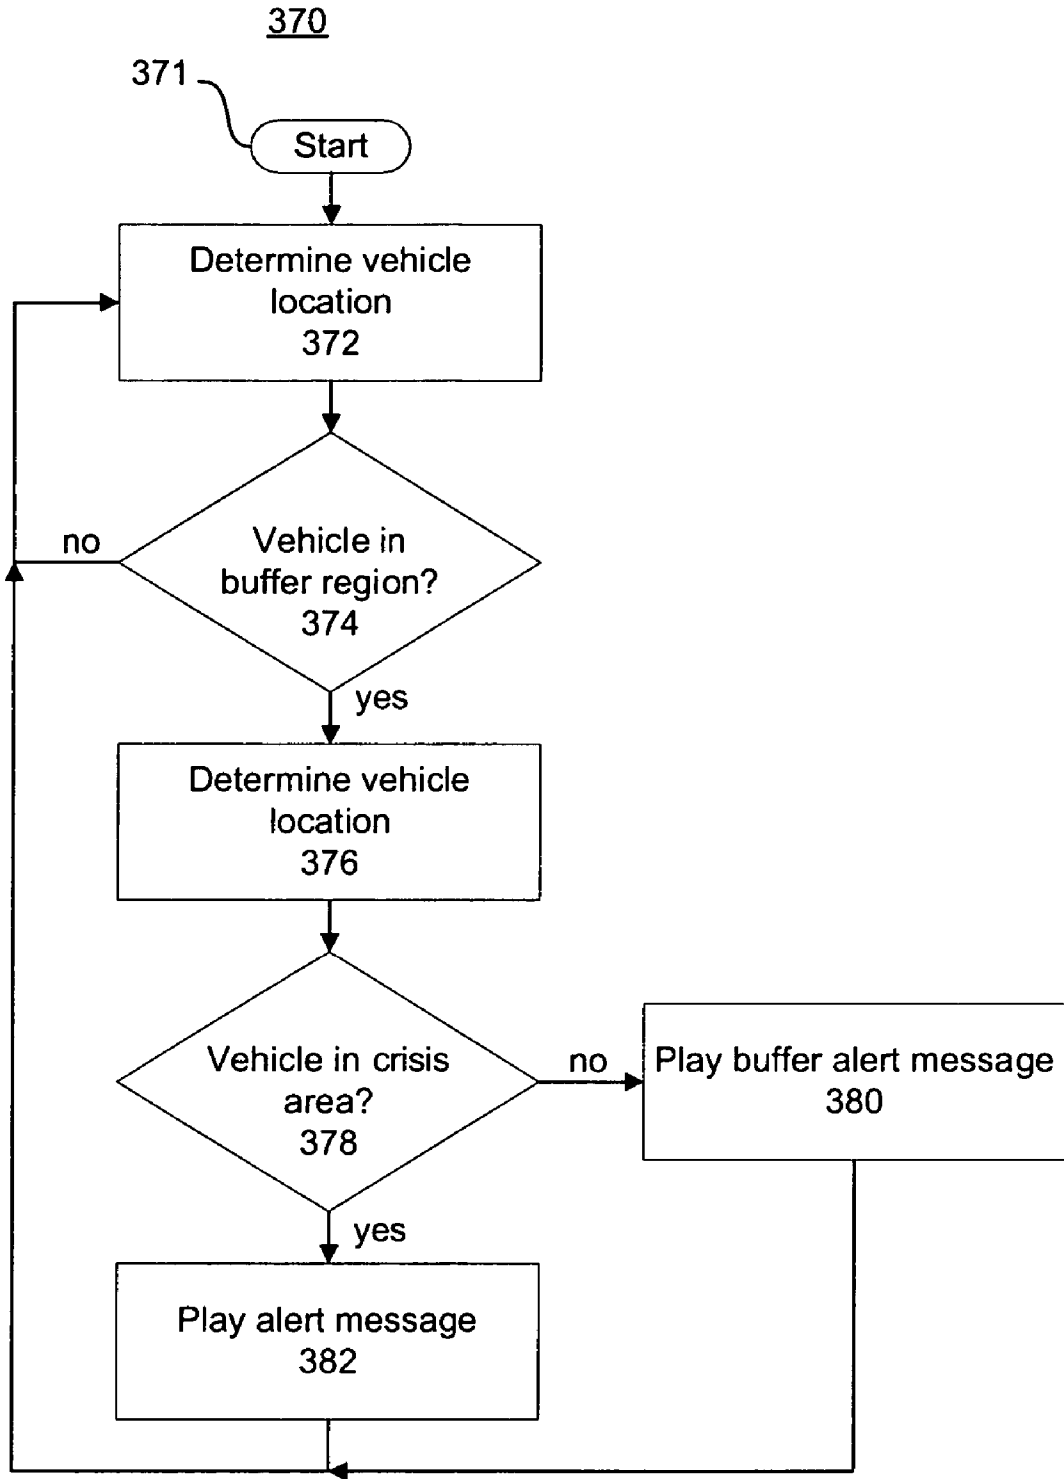 370
371
Start
Determine vehicle
location
372
no
Vehicle in
buffer region?
374
yes
Determine vehicle
location
376
Vehicle in crisis
area?
378
no
Play buffer alert message
380
yes
Play alert message
382